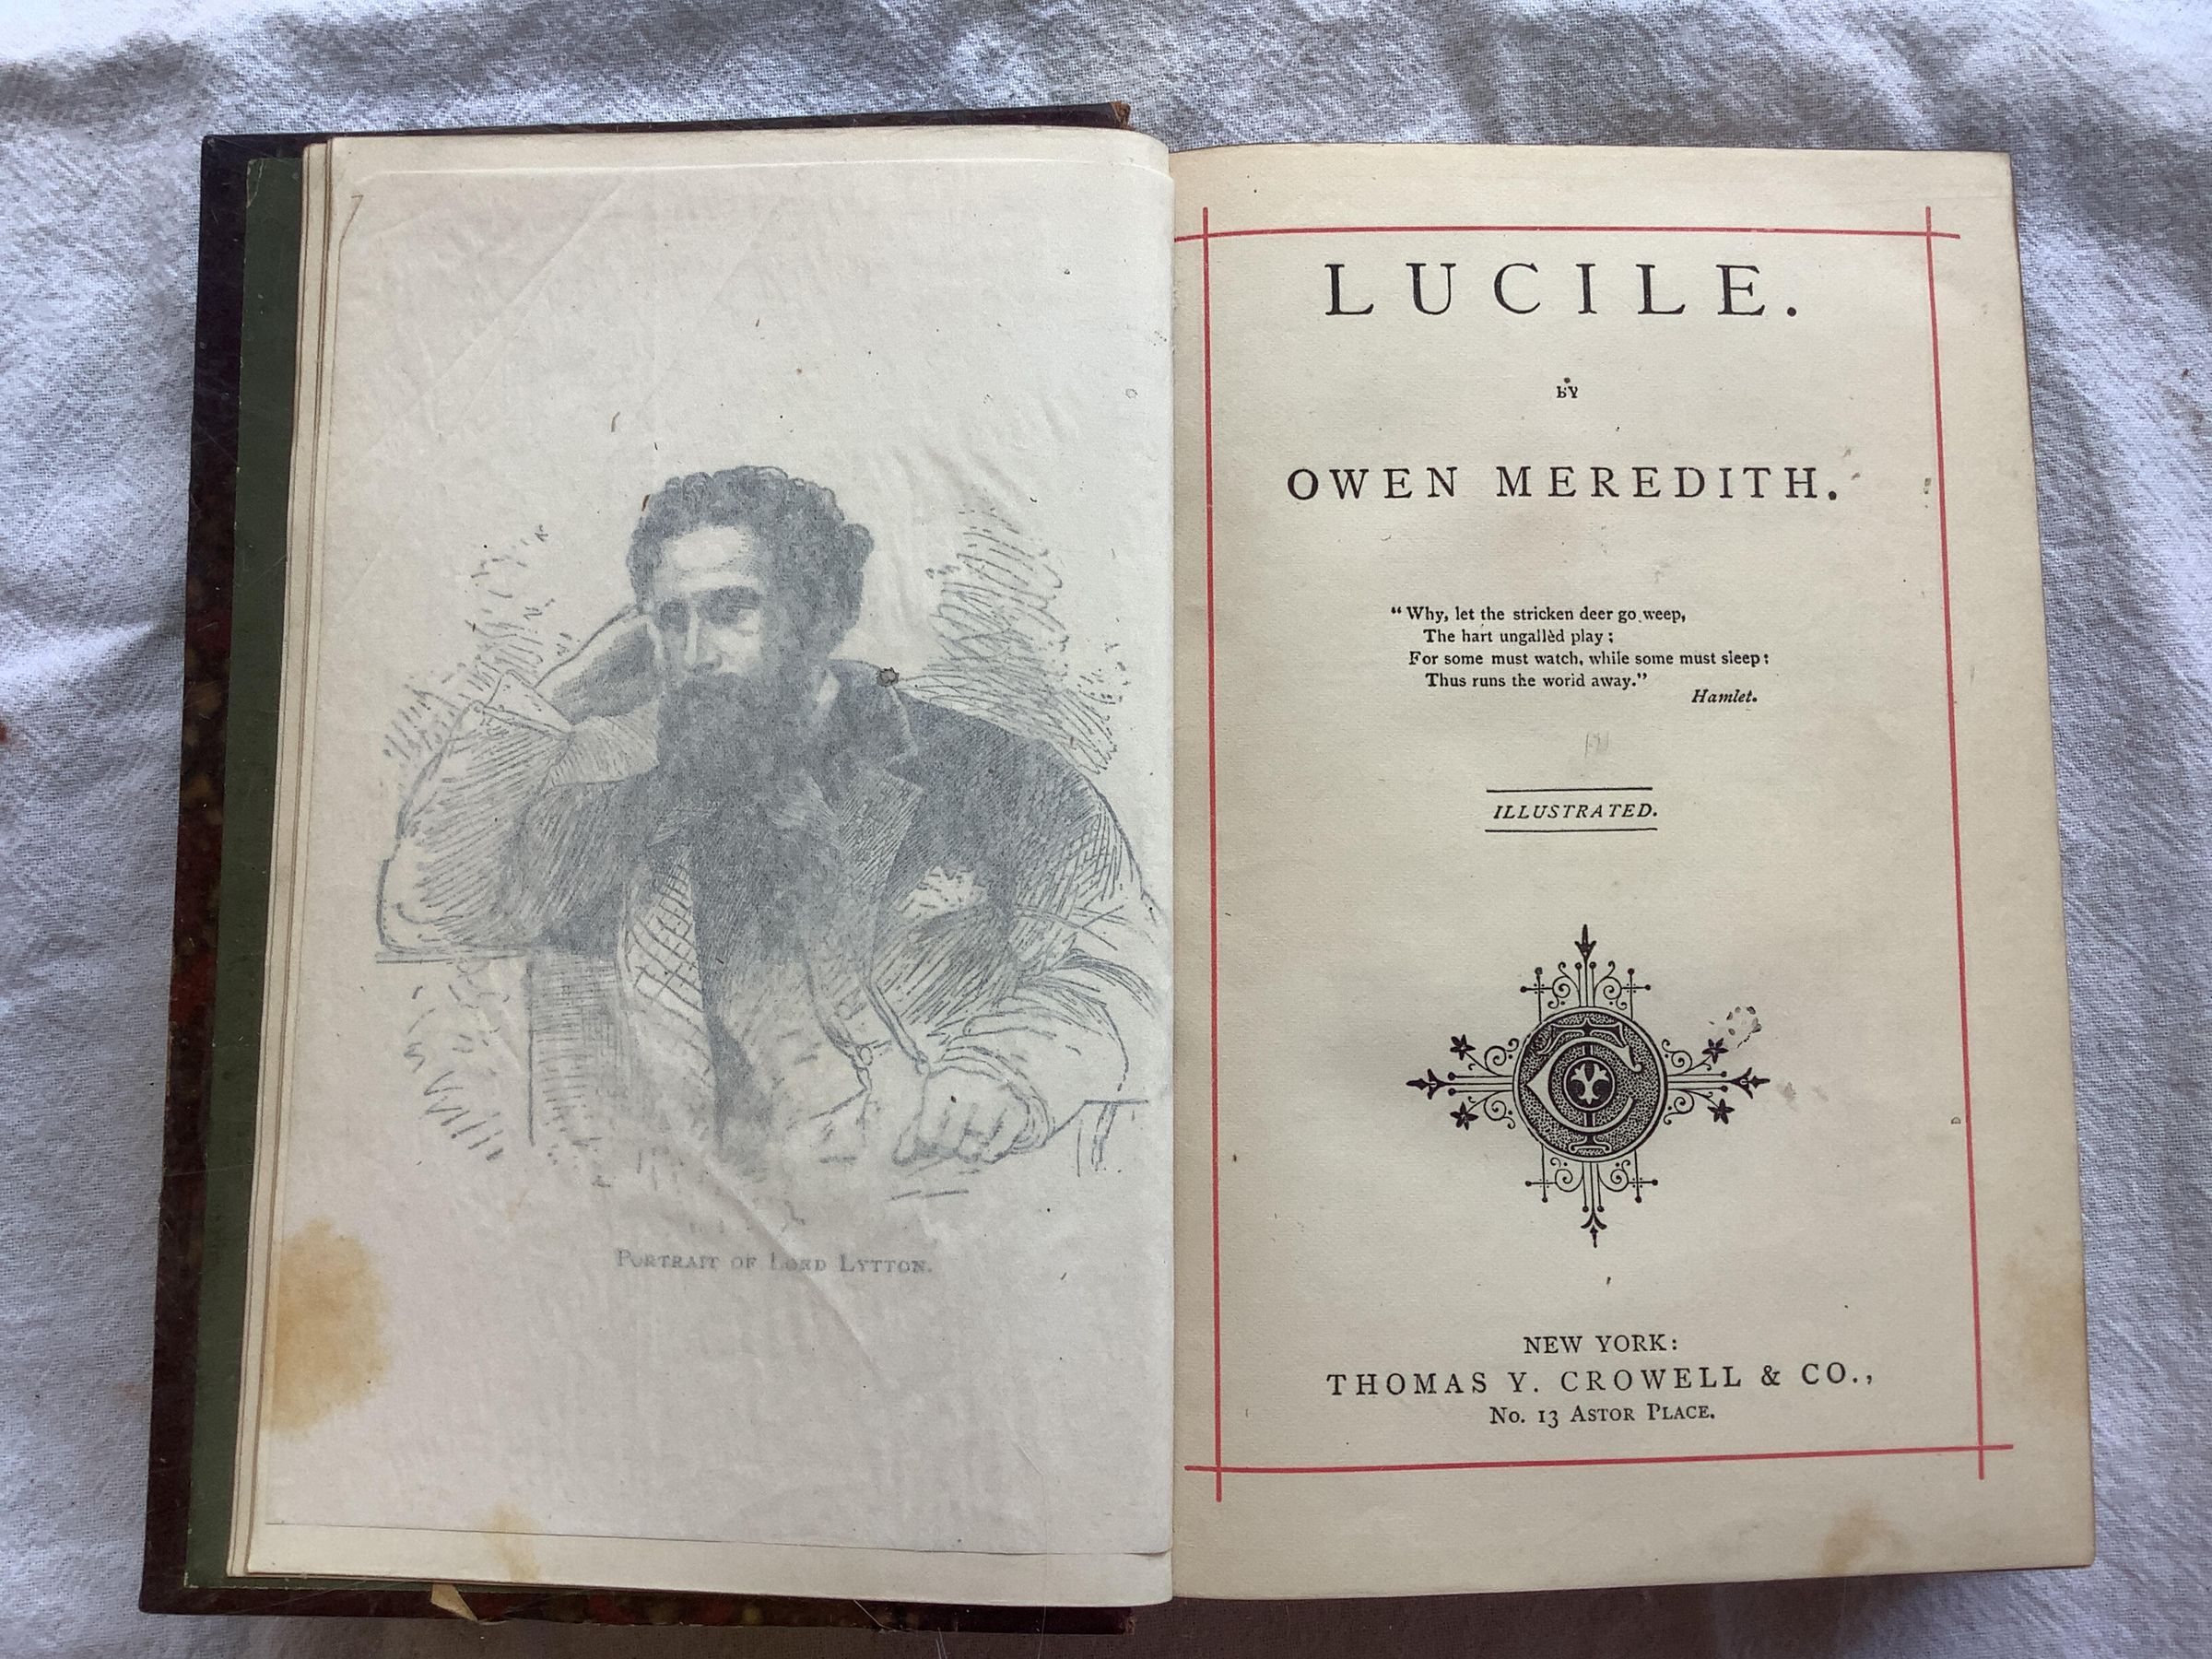 PORTRAIT OF LORD LYTTON.
LUCILE.
BY
OWEN MEREDITH.
“Why, let the stricken deer go weep,
The hart ungallèd play;
For some must watch, while some must sleep:
Thus runs the world away.”
Hamlet.
ILLUSTRATED.
NEW YORK:
THOMAS Y. CROWELL & CO.,
No. 13 ASTOR PLACE.